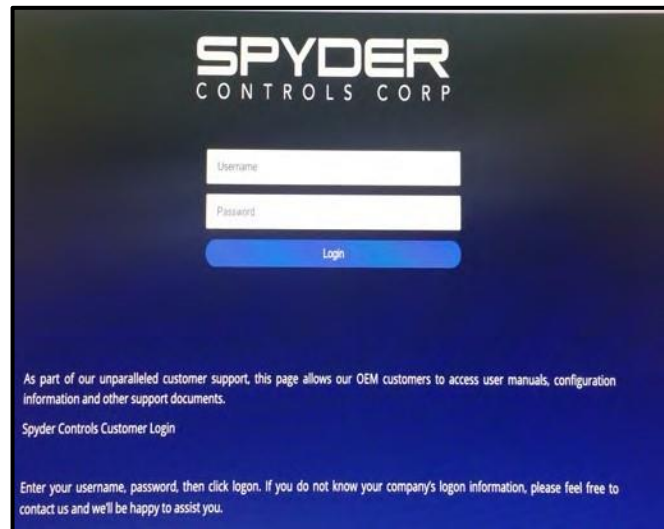 SPYDER
CONTROLS CORP
Username
Password
Login
As part of our unparalleled customer support, this page allows our OEM customers to access user manuals, configuration
information and other support documents.
Spyder Controls Customer Login
Enter your username, password, then click logon. If you do not know your company's logon information, please feel free to
contact us and we'll be happy to assist you.